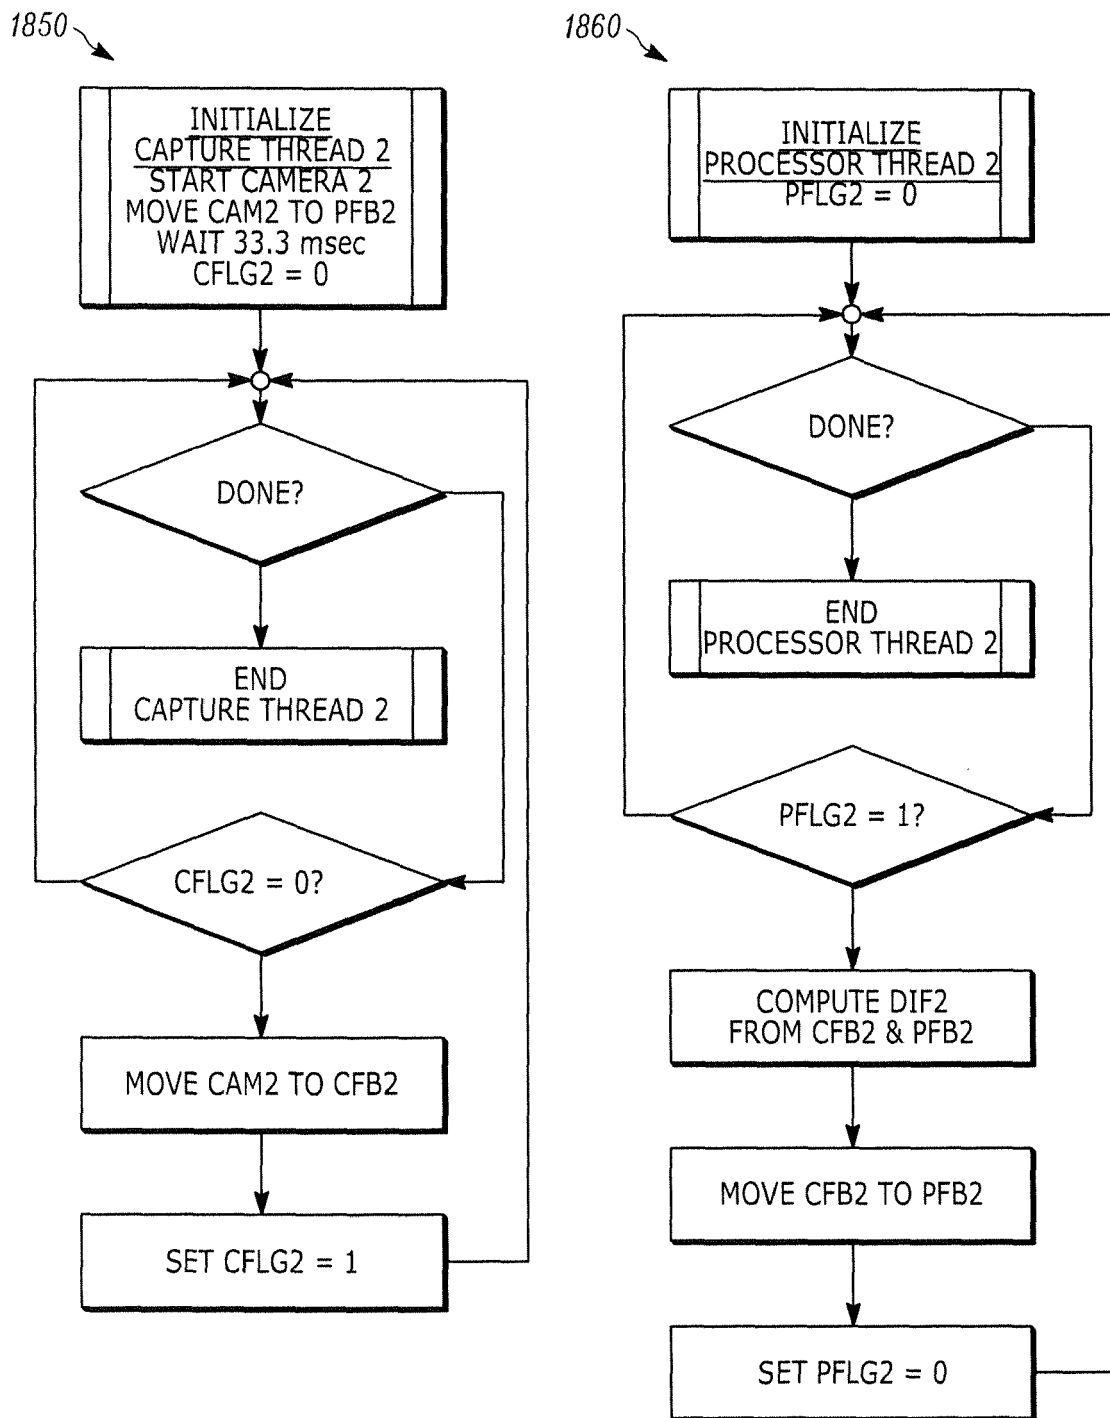 1850
INITIALIZE
CAPTURE THREAD 2
START CAMERA 2
MOVE CAM2 TO PFB2
WAIT 33.3 msec
CFLG2 = 0
DONE?
END
CAPTURE THREAD 2
CFLG2 = 0?
MOVE CAM2 TO CFB2
SET CFLG2 = 1
1860
INITIALIZE
PROCESSOR THREAD 2
PFLG2 = 0
DONE?
END
PROCESSOR THREAD 2
PFLG2 = 1?
COMPUTE DIF2
FROM CFB2 & PFB2
MOVE CFB2 TO PFB2
SET PFLG2 = 0